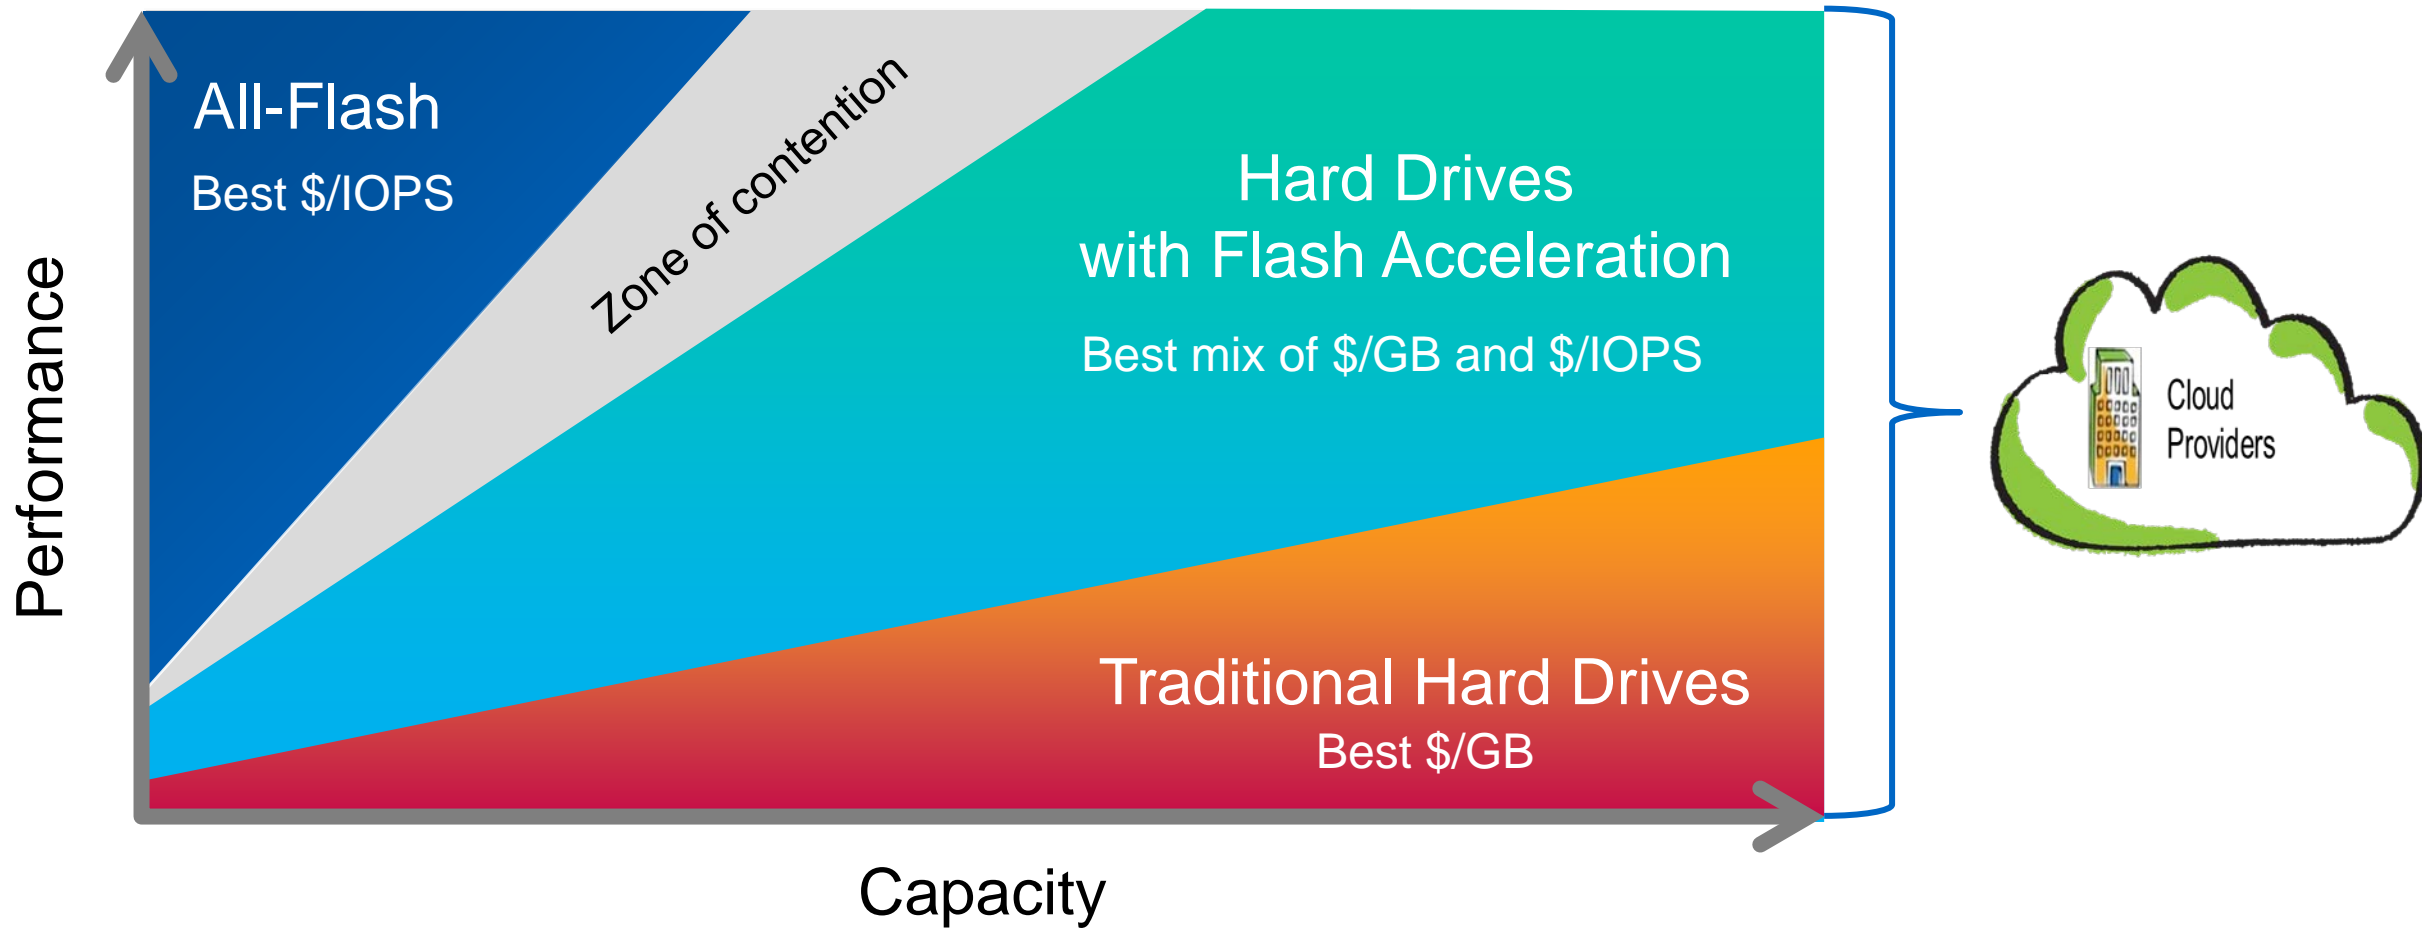 All-Flash
Best $/IOPS
Zone of contention
Hard Drives
with Flash Acceleration
Best mix of $/GB and $/IOPS
Traditional Hard Drives
Best $/GB
Performance
Capacity
Cloud
Providers